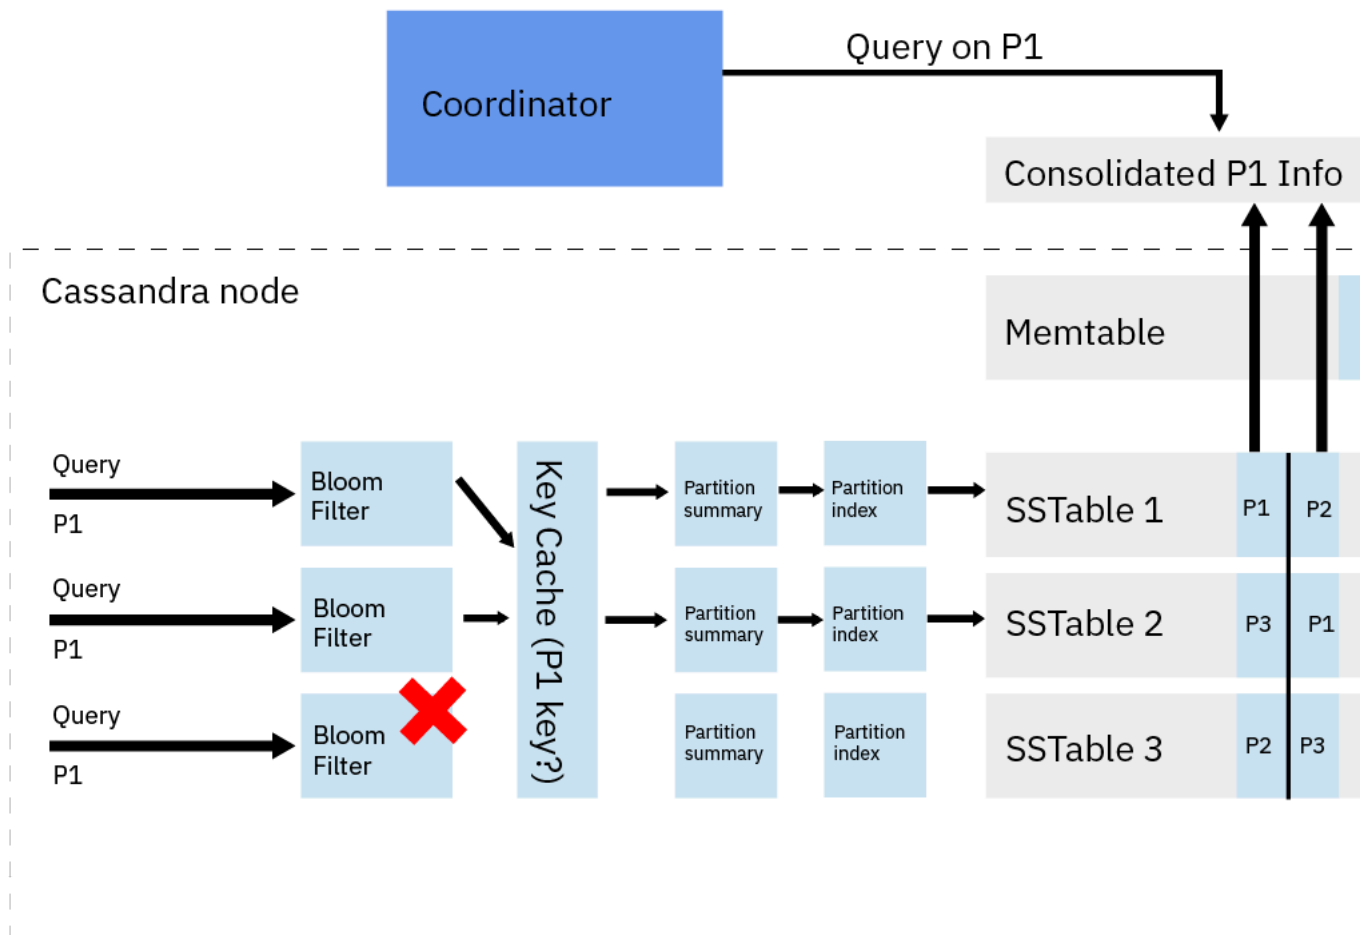 Query on P1
Coordinator
Consolidated P1 Info
Cassandra node
Memtable
Query
P1
Bloom
Filter
Key Cache (P1 key?)
Partition
summary
Partition
index
SSTable 1
P1
P2
Query
P1
Bloom
Filter
Partition
summary
Partition
index
SSTable 2
P3
P1
Query
P1
Bloom
Filter
Partition
summary
Partition
index
SSTable 3
P2
P3